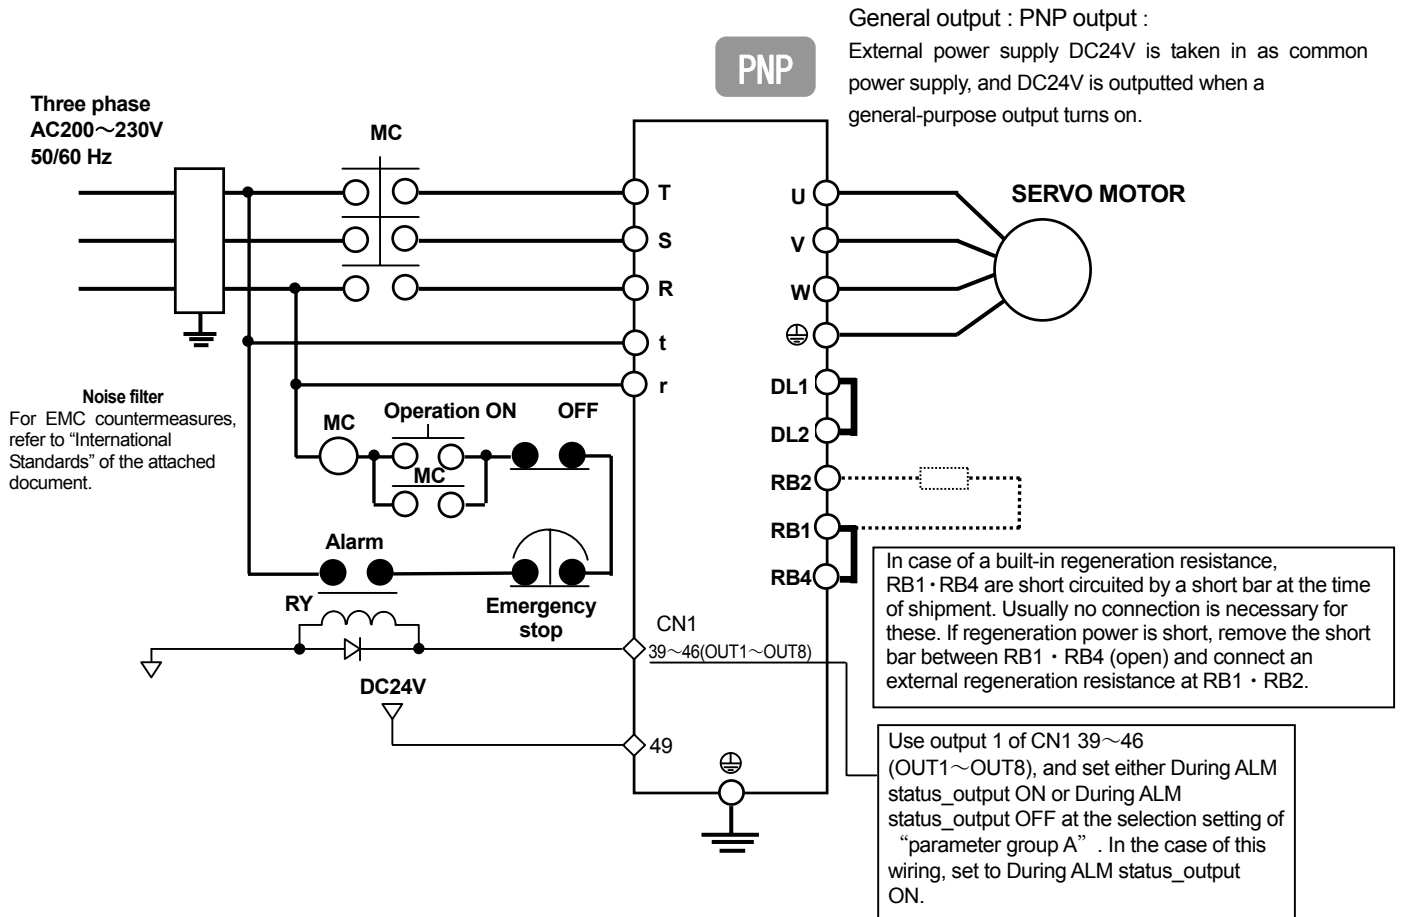 General output : PNP output :
PNP
External power supply DC24V is taken in as common
power supply, and DC24V is outputted when a
general-purpose output turns on.
Three phase
AC200～230V
50/60 Hz
MC
T
S
R
t
r
U
V
W
SERVO MOTOR
DL1
DL2
RB2
RB1
RB4
Noise filter
For EMC countermeasures,
refer to “International
Standards” of the attached
document.
MC
Operation ON
OFF
MC
Alarm
RY
Emergency
stop
DC24V
CN1
39～46(OUT1～OUT8)
49
In case of a built-in regeneration resistance,
RB1・RB4 are short circuited by a short bar at the time
of shipment. Usually no connection is necessary for
these. If regeneration power is short, remove the short
bar between RB1・RB4 (open) and connect an
external regeneration resistance at RB1・RB2.
Use output 1 of CN1 39～46
(OUT1～OUT8), and set either During ALM
status_output ON or During ALM
status_output OFF at the selection setting of
“parameter group A”. In the case of this
wiring, set to During ALM status_output
ON.